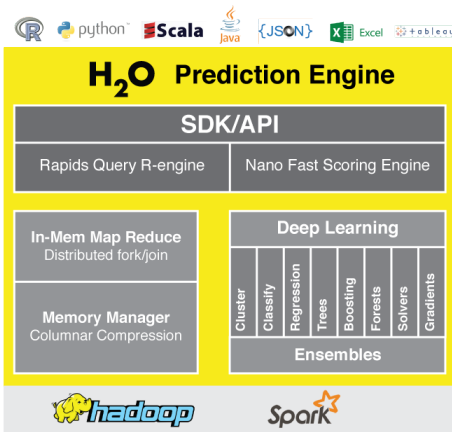 R python Scala Java {JSON} Excel +ableau
H2O Prediction Engine
SDK/API
Rapids Query R-engine
Nano Fast Scoring Engine
In-Mem Map Reduce
Distributed fork/join
Memory Manager
Columnar Compression
Deep Learning
Cluster
Classify
Regression
Trees
Boosting
Forests
Solvers
Gradients
Ensembles
hadoop
Spark